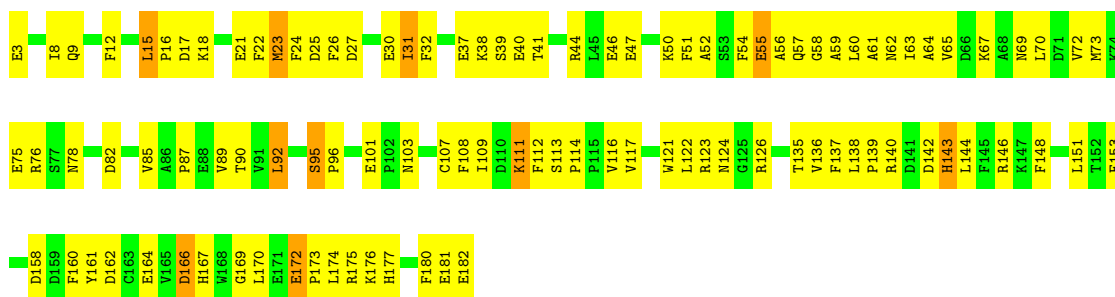 E3 I8 Q9 F12 L15 P16 D17 K18 E21 F22 M23 F24 D25 F26 D27 E30 I31 F32 E37 K38 S39 E40 T41 R44 L45 E46 E47 K50 F51 A52 S53 F54 E55 A56 Q57 G58 A59 L60 A61 N62 I63 A64 V65 D66 K67 A68 N69 L70 D71 V72 M73 K74
E75 R76 S77 N78 D82 V85 A86 P87 E88 V89 T90 V91 L92 S95 P96 E101 P102 N103 C107 F108 I109 D110 K111 F112 S113 P114 P115 V116 V117 W121 L122 R123 N124 G125 R126 T135 V136 F137 L138 P139 R140 D141 D142 H143 L144 F145 R146 K147 F148 L151 T152 E153
D158 D159 F160 Y161 D162 C163 E164 V165 D166 H167 W168 G169 L170 E171 E172 P173 L174 R175 K176 H177 F180 E181 E182